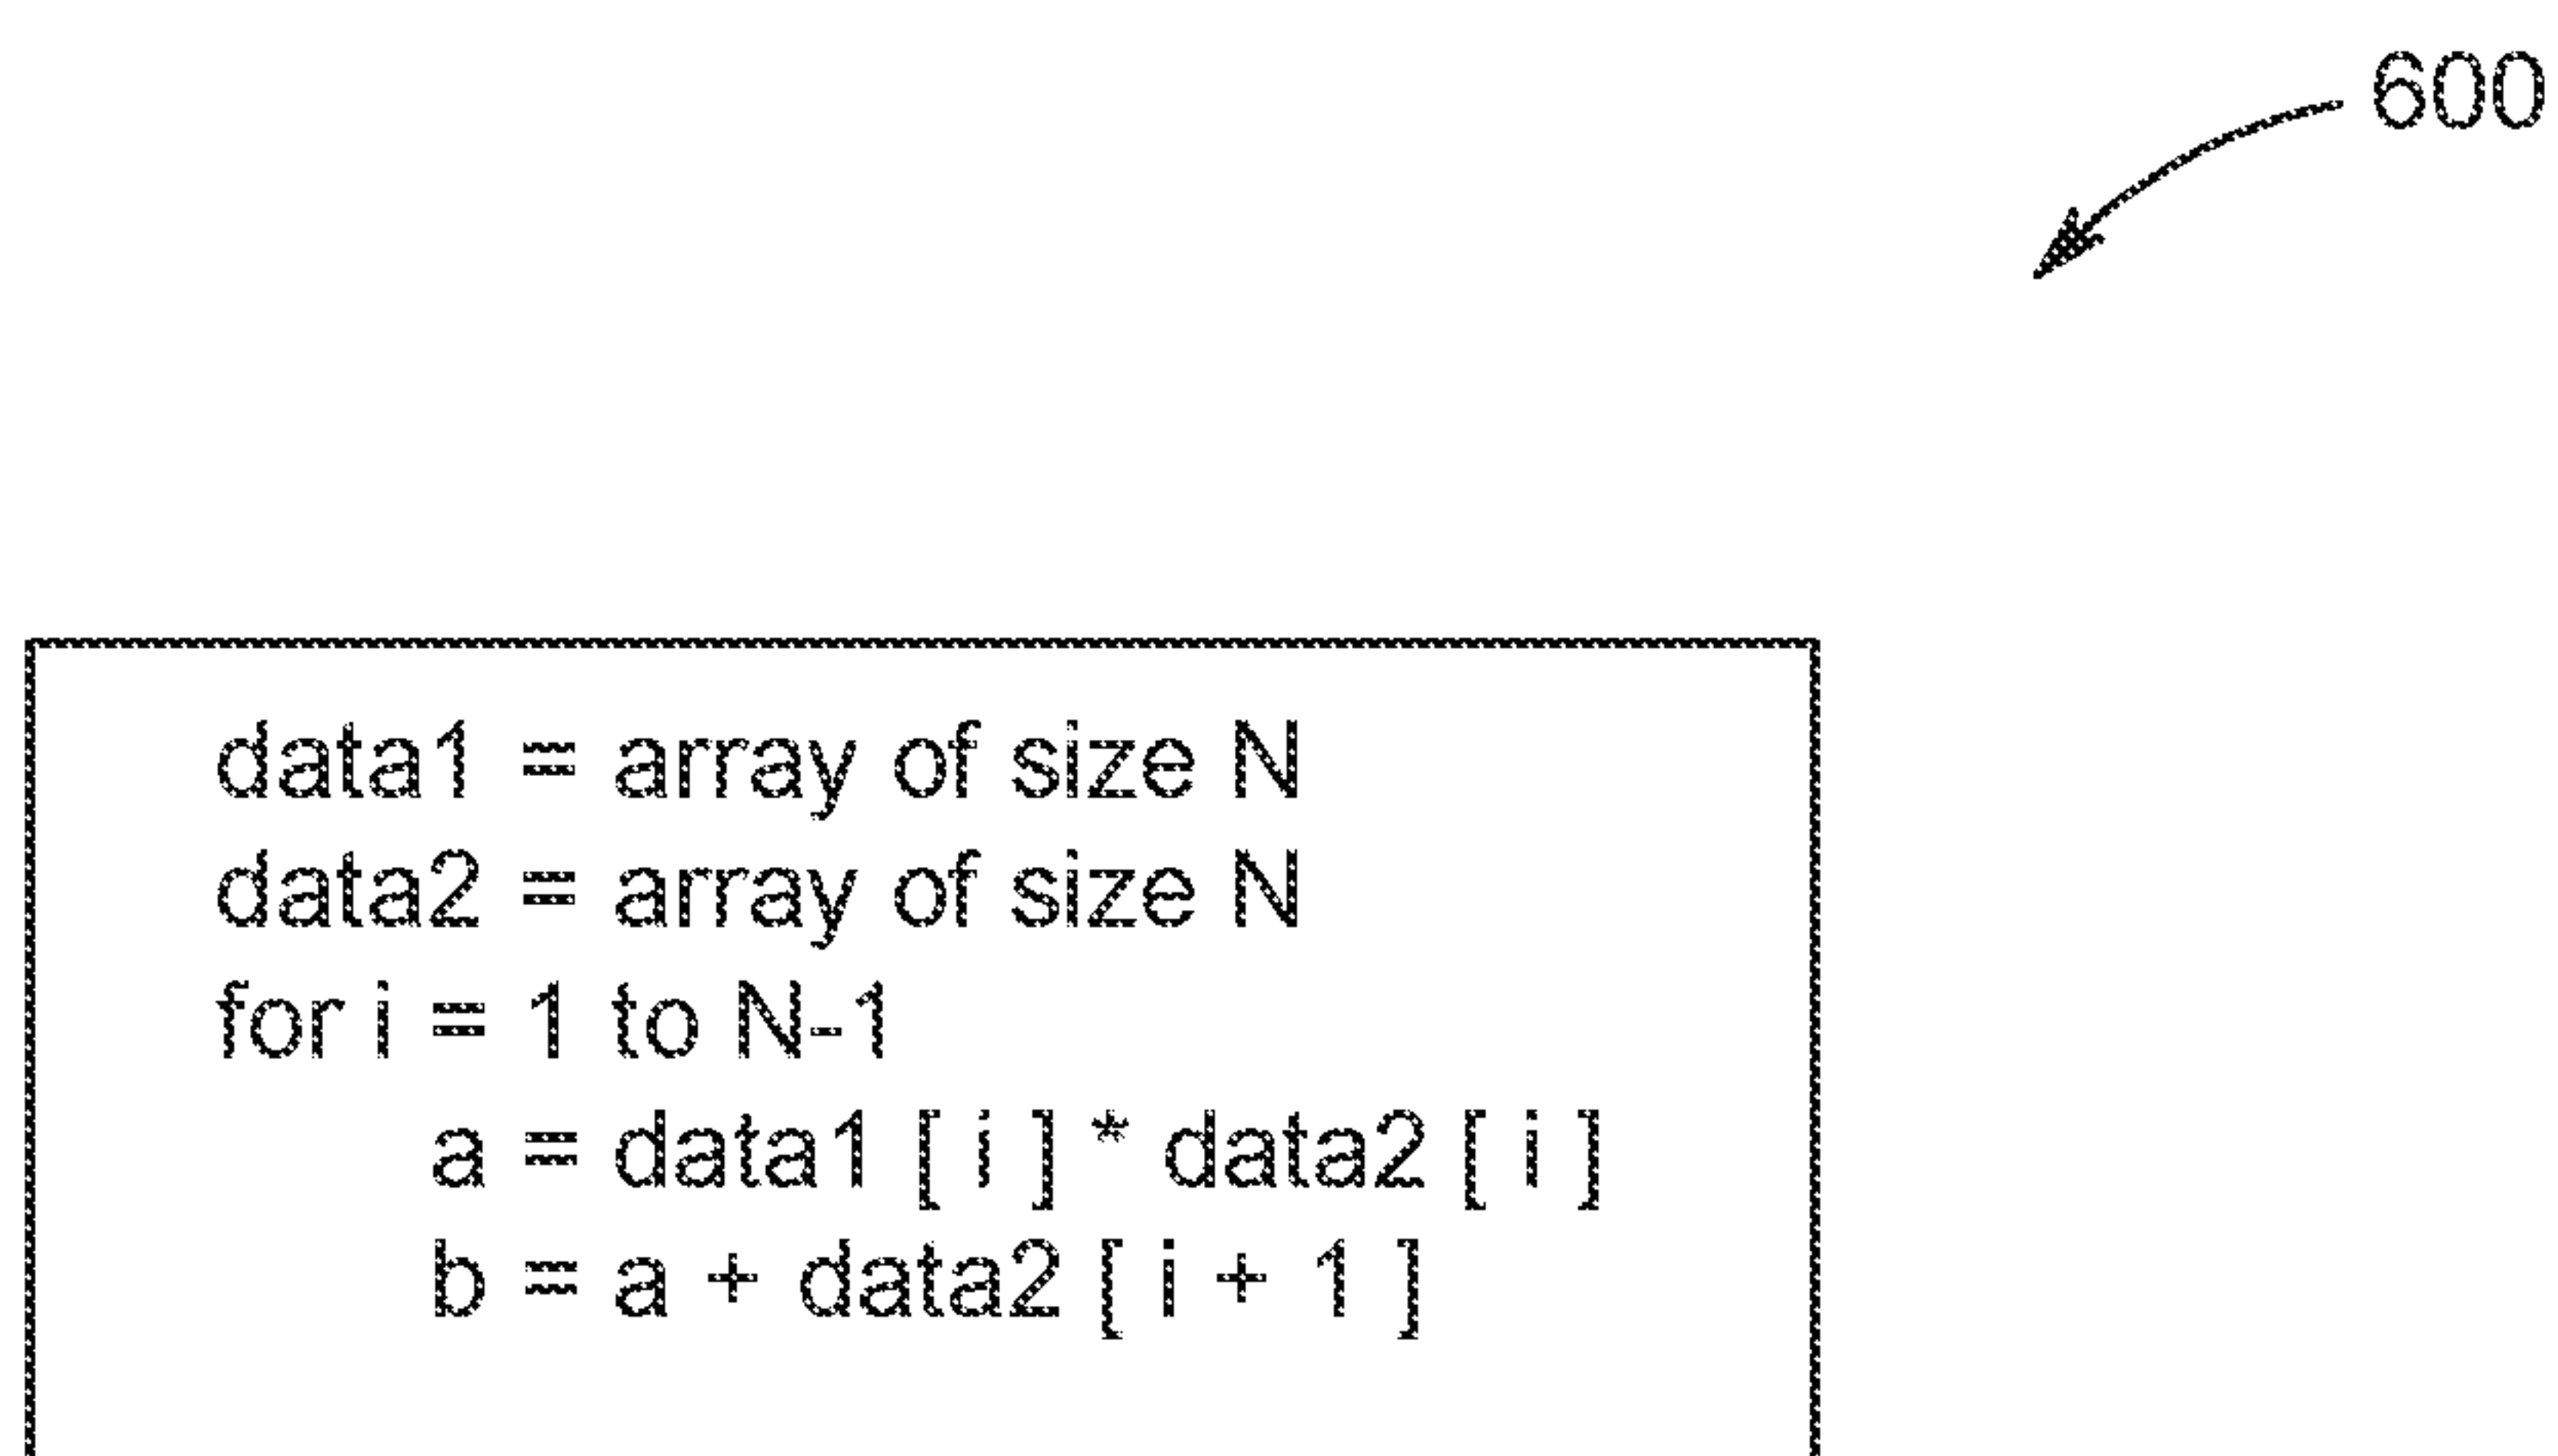 600
data1 = array of size N
data2 = array of size N
for i = 1 to N-1
a = data1 [ i ] * data2 [ i ]
b = a + data2 [ i + 1 ]